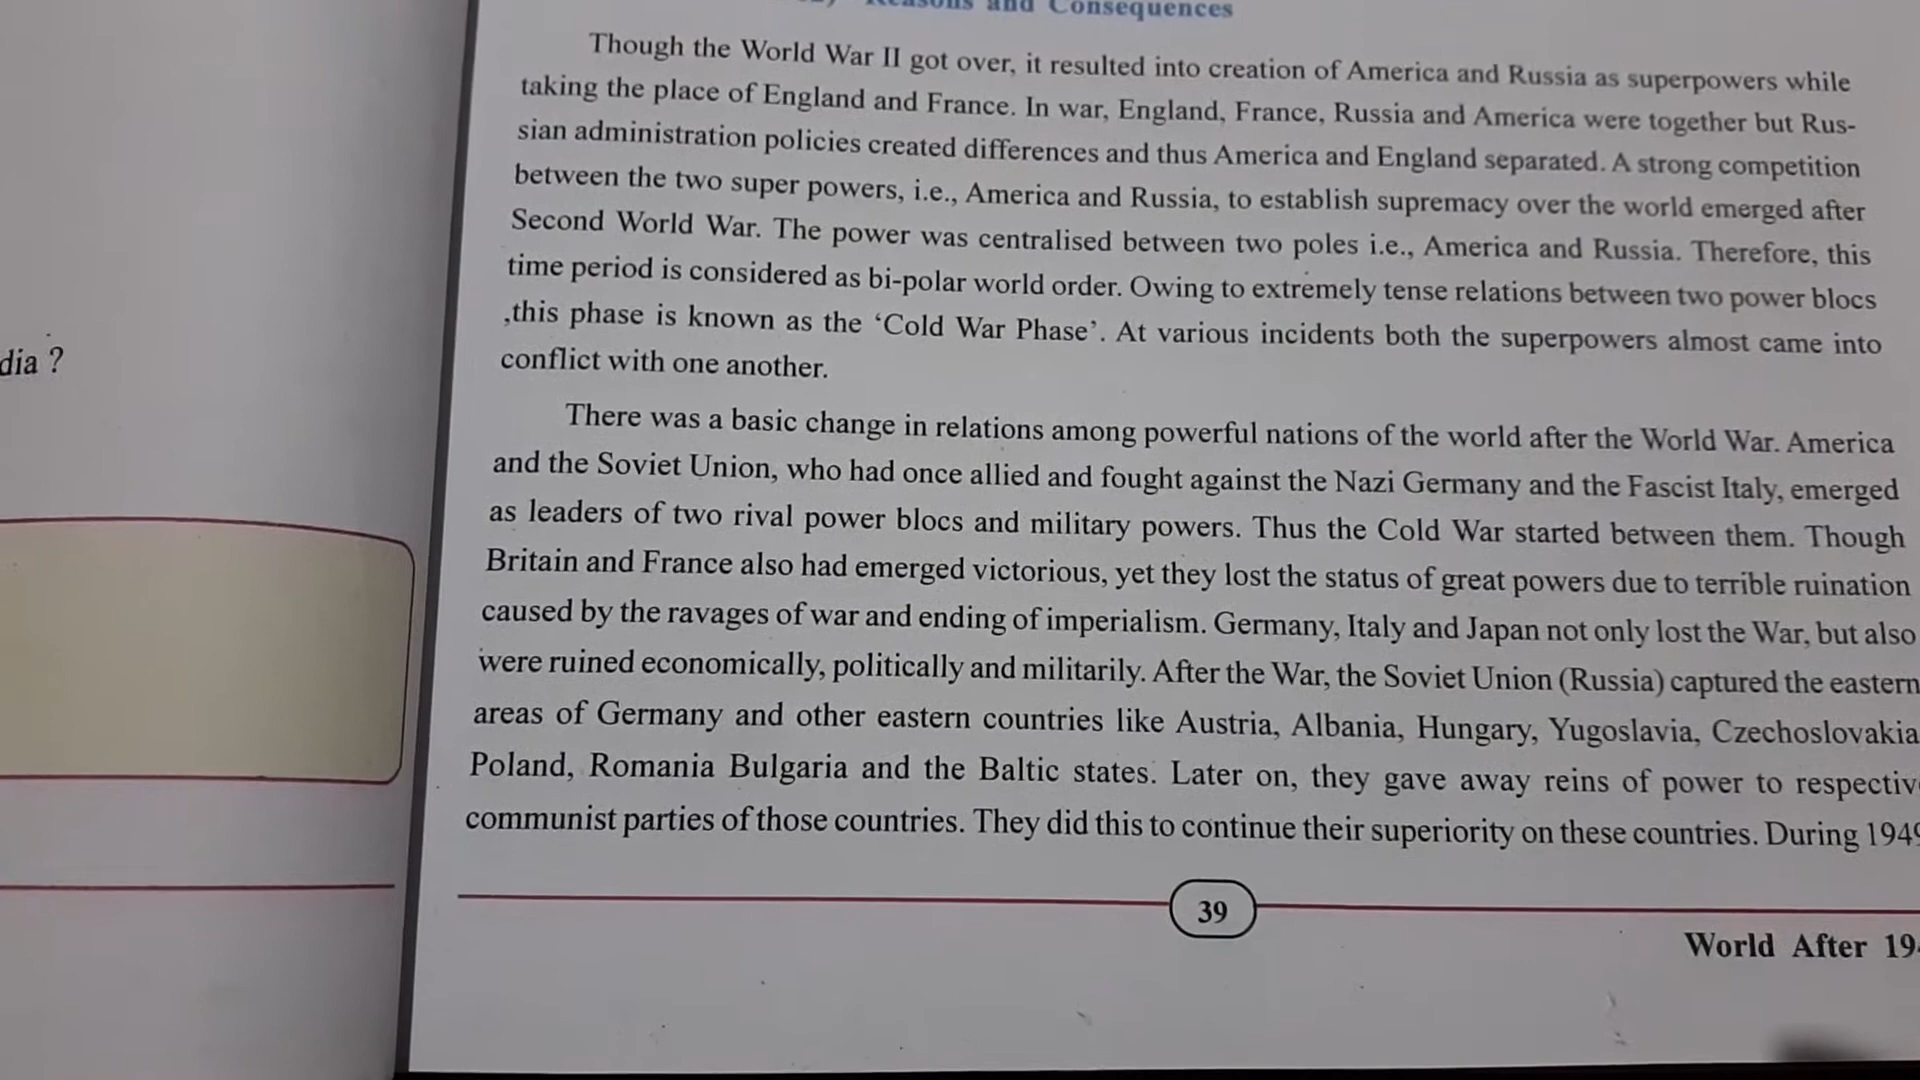 dia ?
Reasons and Consequences
Though the World War II got over, it resulted into creation of America and Russia as superpowers while
taking the place of England and France. In war, England, France, Russia and America were together but Rus-
sian administration policies created differences and thus America and England separated. A strong competition
between the two super powers, i.e., America and Russia, to establish supremacy over the world emerged after
Second World War. The power was centralised between two poles i.e., America and Russia. Therefore, this
time period is considered as bi-polar world order. Owing to extremely tense relations between two power blocs
,this phase is known as the ‘Cold War Phase’. At various incidents both the superpowers almost came into
conflict with one another.
There was a basic change in relations among powerful nations of the world after the World War. America
and the Soviet Union, who had once allied and fought against the Nazi Germany and the Fascist Italy, emerged
as leaders of two rival power blocs and military powers. Thus the Cold War started between them. Though
Britain and France also had emerged victorious, yet they lost the status of great powers due to terrible ruination
caused by the ravages of war and ending of imperialism. Germany, Italy and Japan not only lost the War, but also
were ruined economically, politically and militarily. After the War, the Soviet Union (Russia) captured the eastern
areas of Germany and other eastern countries like Austria, Albania, Hungary, Yugoslavia, Czechoslovakia
Poland, Romania Bulgaria and the Baltic states. Later on, they gave away reins of power to respectiv
communist parties of those countries. They did this to continue their superiority on these countries. During 194
39
World After 19